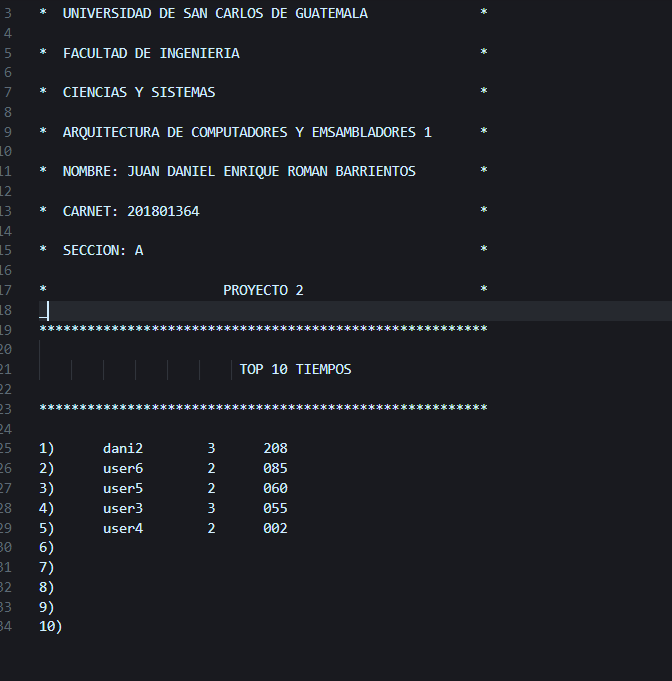 3 * UNIVERSIDAD DE SAN CARLOS DE GUATEMALA *
4
5 * FACULTAD DE INGENIERIA *
6
7 * CIENCIAS Y SISTEMAS *
8
9 * ARQUITECTURA DE COMPUTADORES Y EMSAMBLADORES 1 *
10
11 * NOMBRE: JUAN DANIEL ENRIQUE ROMAN BARRIENTOS *
12
13 * CARNET: 201801364 *
14
15 * SECCION: A *
16
17 * PROYECTO 2 *
18 _
19 ********************************************************
20
21 TOP 10 TIEMPOS
22
23 ********************************************************
24
25 1) dani2 3 208
26 2) user6 2 085
27 3) user5 2 060
28 4) user3 3 055
29 5) user4 2 002
30 6)
31 7)
32 8)
33 9)
34 10)